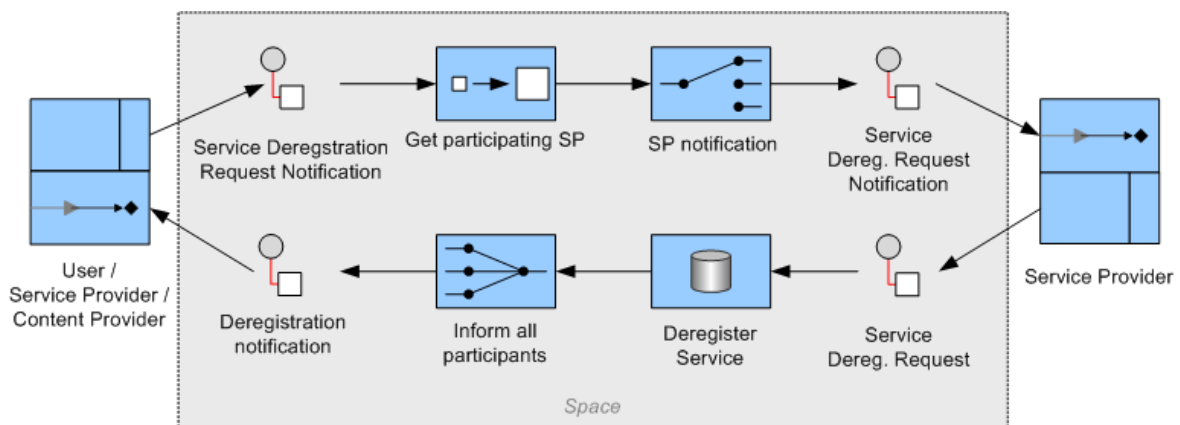 Service Deregstration
Request Notification
Get participating SP
SP notification
Service
Dereg. Request
Notification
User /
Service Provider /
Content Provider
Service Provider
Deregistration
notification
Inform all
participants
Deregister
Service
Service
Dereg. Request
Space